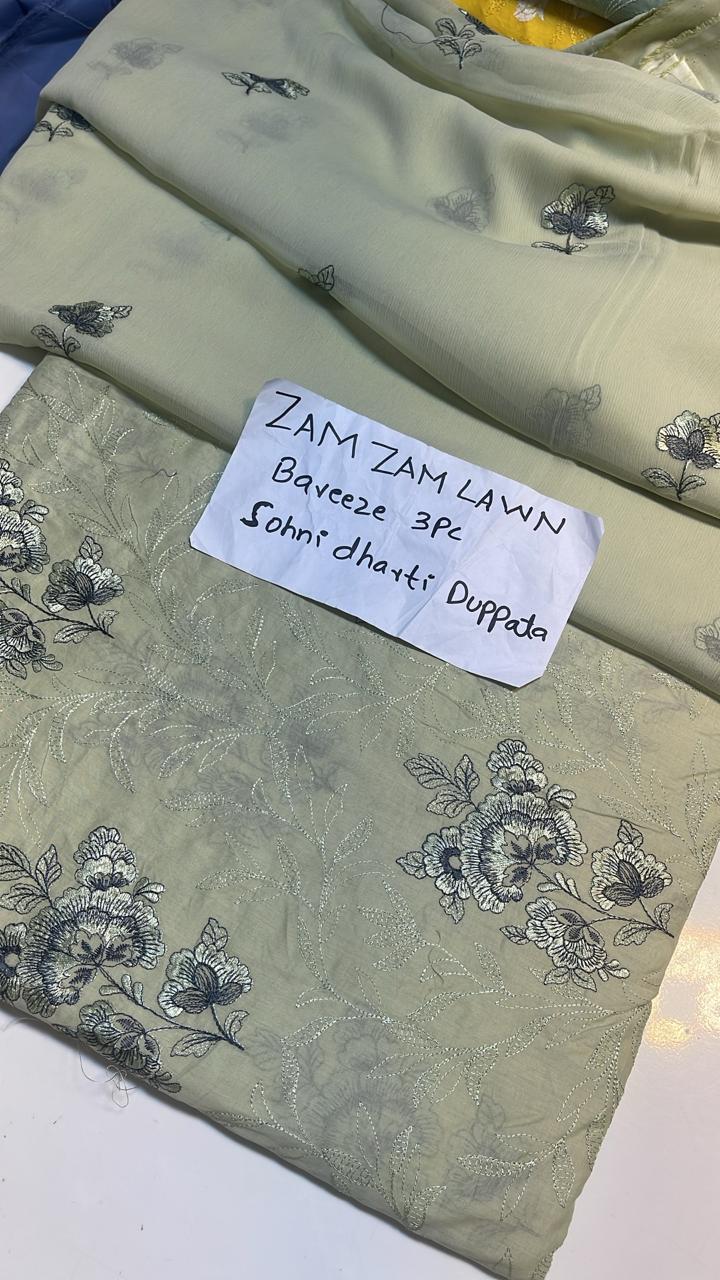 ZAM ZAM LAWN
Baveeze 3Pc
Sohni dharti Duppata